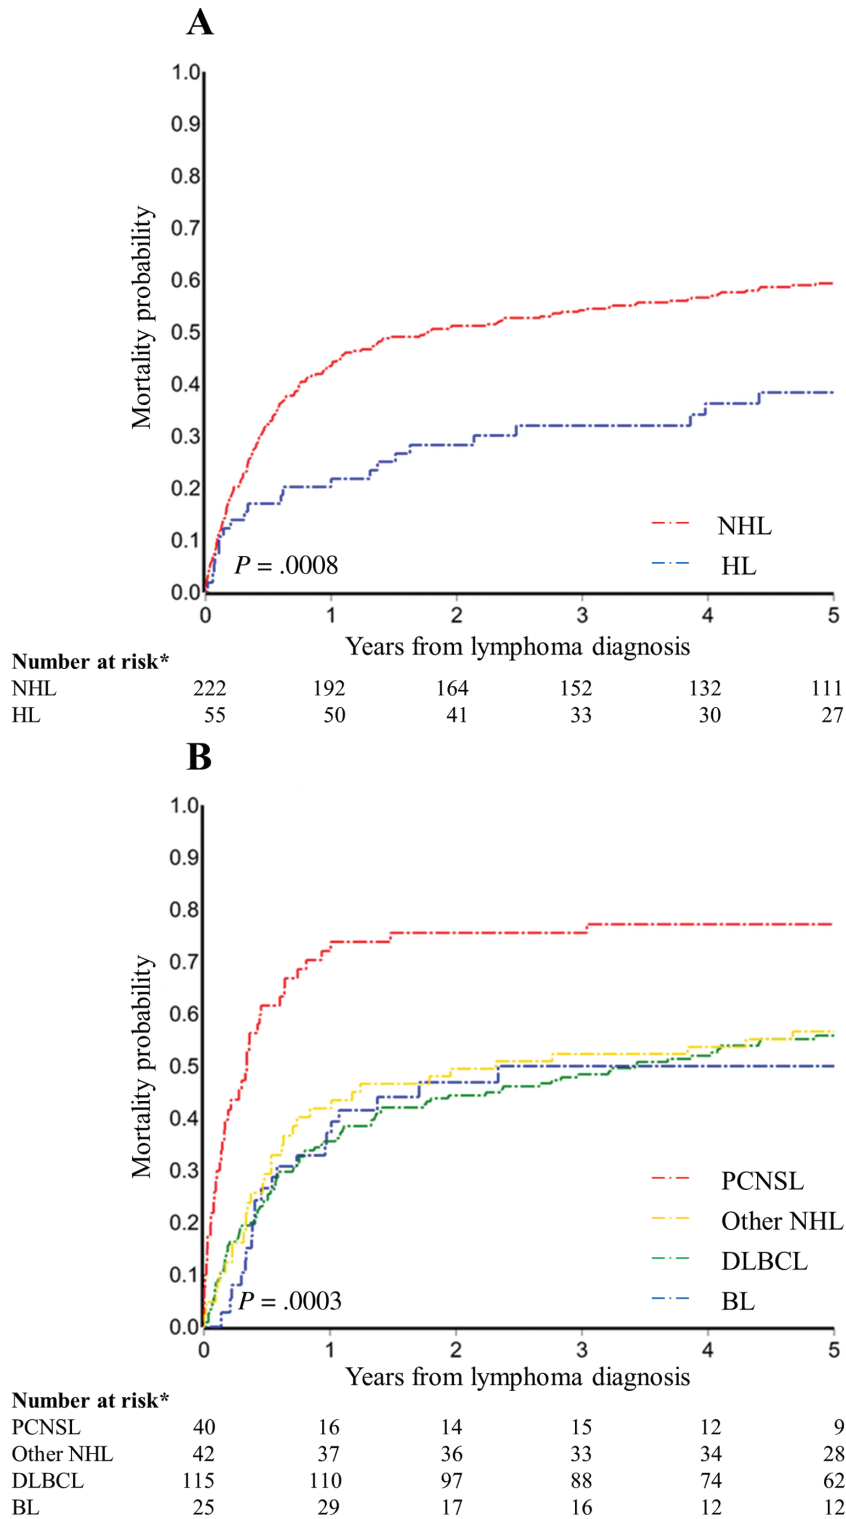 A
1.0
0.9
0.8
0.7
0.6
0.5
0.4
0.3
0.2
0.1
0.0
Mortality probability
NHL
HL
P = .0008
0 1 2 3 4 5
Years from lymphoma diagnosis
Number at risk*
NHL 222 192 164 152 132 111
HL 55 50 41 33 30 27
B
1.0
0.9
0.8
0.7
0.6
0.5
0.4
0.3
0.2
0.1
0.0
Mortality probability
PCNSL
Other NHL
DLBCL
BL
P = .0003
0 1 2 3 4 5
Years from lymphoma diagnosis
Number at risk*
PCNSL 40 16 14 15 12 9
Other NHL 42 37 36 33 34 28
DLBCL 115 110 97 88 74 62
BL 25 29 17 16 12 12